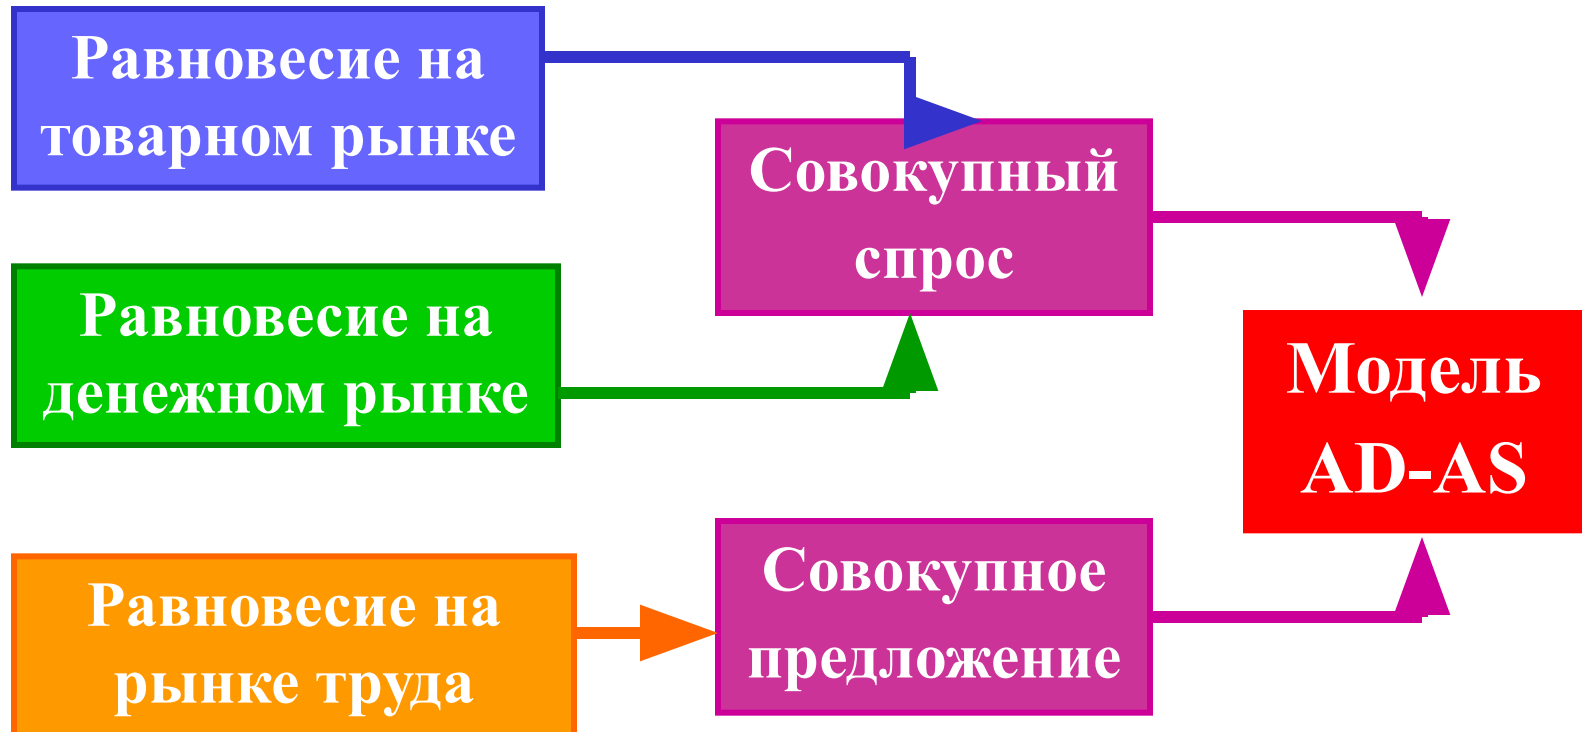 Равновесие на
товарном рынке
Совокупный
спрос
Равновесие на
денежном рынке
Модель
AD-AS
Совокупное
предложение
Равновесие на
рынке труда